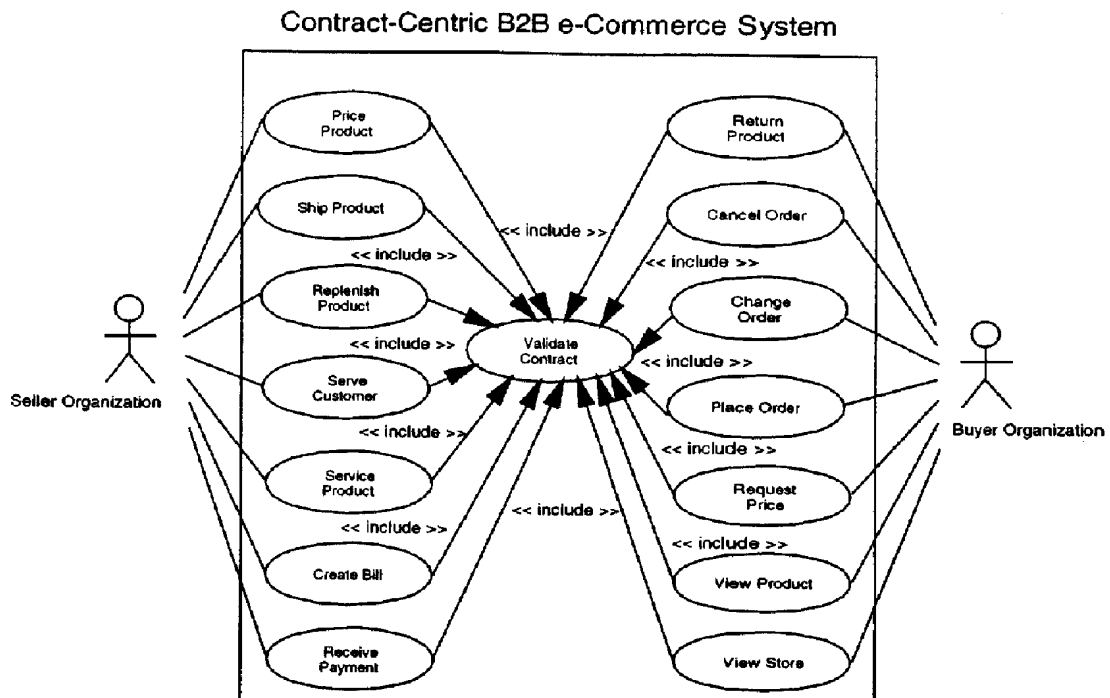 Contract-Centric B2B e-Commerce System
Price
Product
Return
Product
Ship Product
Cancel Order
<< include >>
<< include >>
<< include >>
Replenish
Product
Change
Order
Validate
Contract
<< include >>
<< include >>
Serve
Customer
Place Order
Seller Organization
Buyer Organization
<< include >>
<< include >>
Service
Product
Request
Price
<< include >>
<< include >>
<< include >>
Create Bill
View Product
Receive
Payment
View Store